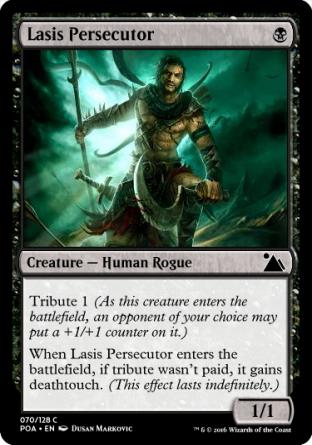 Lasis Persecutor
Creature — Human Rogue
Tribute 1 (As this creature enters the
battlefield, an opponent of your choice may
put a +1/+1 counter on it.)
When Lasis Persecutor enters the
battlefield, if tribute wasn't paid, it gains
deathtouch. (This effect lasts indefinitely.)
1/1
070/128 C
POA • EN DUSAN MARKOVIC
™ & © 2016 Wizards of the Coast